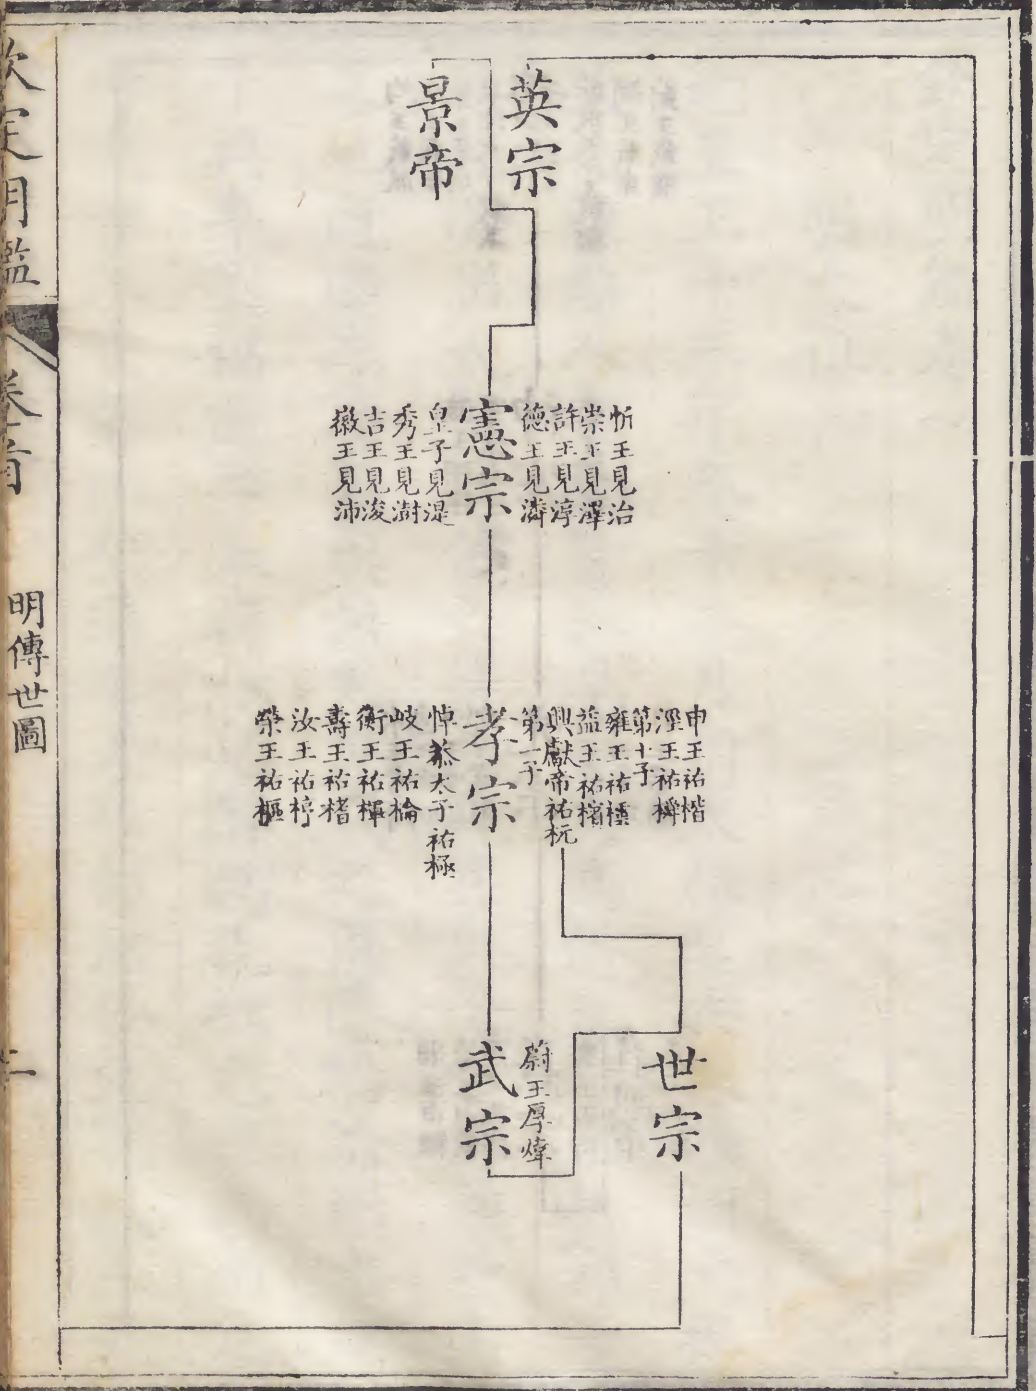 英宗
景帝
忻王見治
崇王見澤
許王見淳
德王見潾
憲宗
皇子見湜
秀王見澍
吉王見浚
徽王見沛
申王祐楷
涇王祐橓
第十子
雍王祐橒
益王祐檳
興獻帝祐杬
第一子
孝宗
悼恭太子祐極
岐王祐棆
衡王祐楎
壽王祐榰
汝王祐梈
榮王祐樞
世宗
蔚王厚煒
武宗
欽定明鑑
卷首
明傳世圖
二